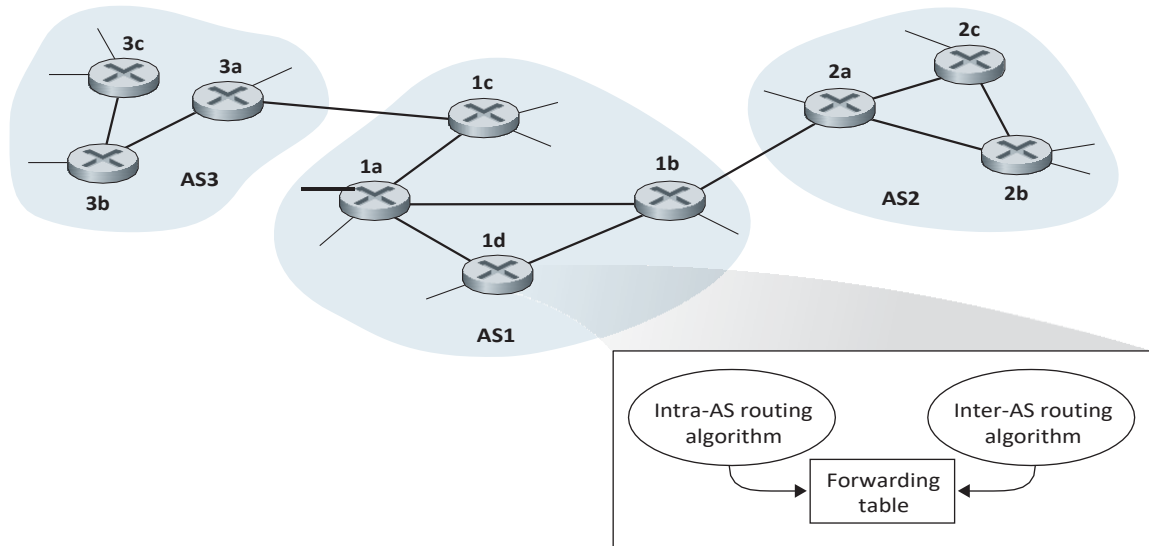 3c
3a
3b
AS3
1c
1a
1b
1d
AS1
2c
2a
2b
AS2
Intra-AS routing
algorithm
Inter-AS routing
algorithm
Forwarding
table